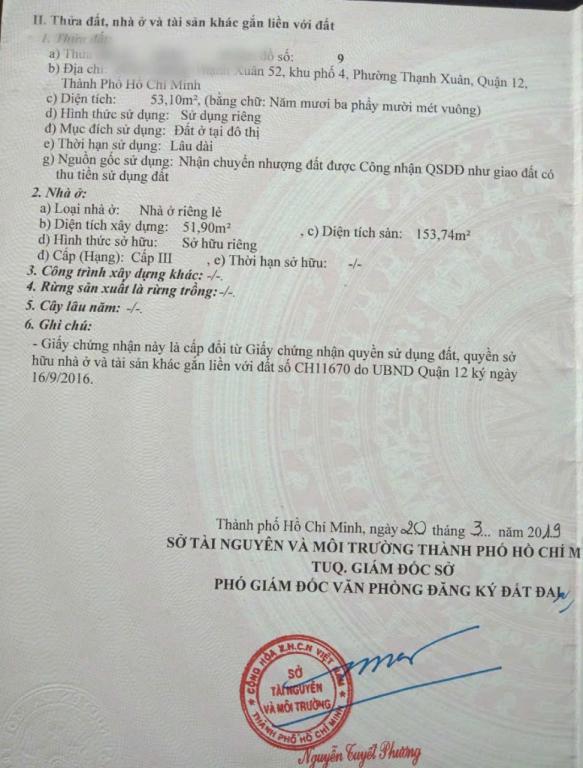 II. Thửa đất, nhà ở và tài sản khác gắn liền với đất
1. Thửa đất
a) Thửa số: 9
b) Địa chỉ: Thạnh Xuân 52, khu phố 4, Phường Thạnh Xuân, Quận 12,
Thành Phố Hồ Chí Minh
c) Diện tích: 53,10m², (bằng chữ: Năm mươi ba phẩy mười mét vuông)
d) Hình thức sử dụng: Sử dụng riêng
đ) Mục đích sử dụng: Đất ở tại đô thị
e) Thời hạn sử dụng: Lâu dài
g) Nguồn gốc sử dụng: Nhận chuyển nhượng đất được Công nhận QSDĐ như giao đất có
thu tiền sử dụng đất
2. Nhà ở:
a) Loại nhà ở: Nhà ở riêng lẻ
b) Diện tích xây dựng: 51,90m² , c) Diện tích sàn: 153,74m²
d) Hình thức sở hữu: Sở hữu riêng
đ) Cấp (Hạng): Cấp III , e) Thời hạn sở hữu: -/-
3. Công trình xây dựng khác: -/-.
4. Rừng sản xuất là rừng trồng: -/-.
5. Cây lâu năm: -/-.
6. Ghi chú:
- Giấy chứng nhận này là cấp đổi từ Giấy chứng nhận quyền sử dụng đất, quyền sở
hữu nhà ở và tài sản khác gắn liền với đất số CH11670 do UBND Quận 12 ký ngày
16/9/2016.
Thành phố Hồ Chí Minh, ngày 20 tháng 3... năm 2019
SỞ TÀI NGUYÊN VÀ MÔI TRƯỜNG THÀNH PHỐ HỒ CHÍ M
TUQ. GIÁM ĐỐC SỞ
PHÓ GIÁM ĐỐC VĂN PHÒNG ĐĂNG KÝ ĐẤT ĐAI
CỘNG HÒA X.H.C.N VIỆT NAM
SỞ
TÀI NGUYÊN
VÀ MÔI TRƯỜNG
THÀNH PHỐ HỒ CHÍ MINH
Nguyễn Tuyết Phương